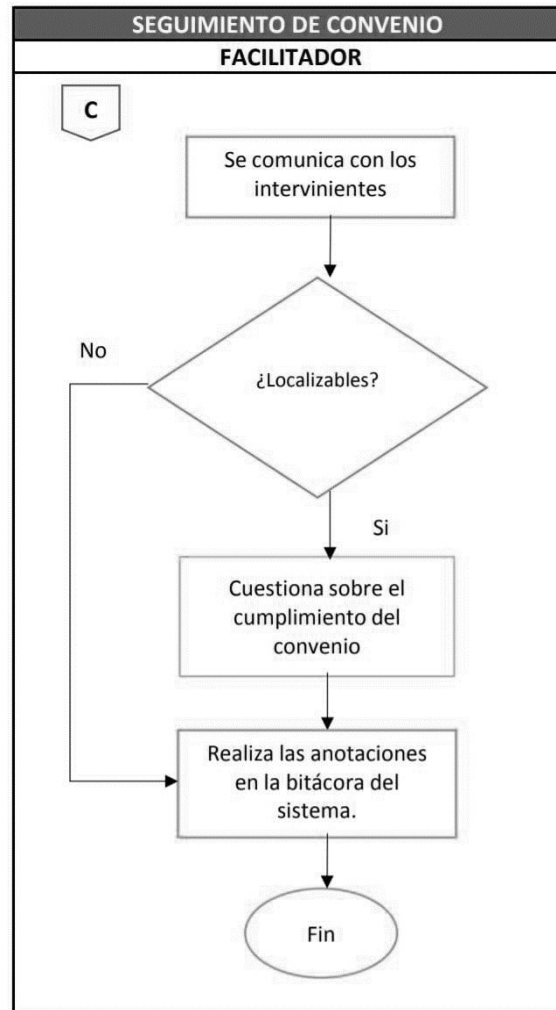 SEGUIMIENTO DE CONVENIO
FACILITADOR
C
Se comunica con los
intervinientes
¿Localizables?
No
Si
Cuestiona sobre el
cumplimiento del
convenio
Realiza las anotaciones
en la bitácora del
sistema.
Fin